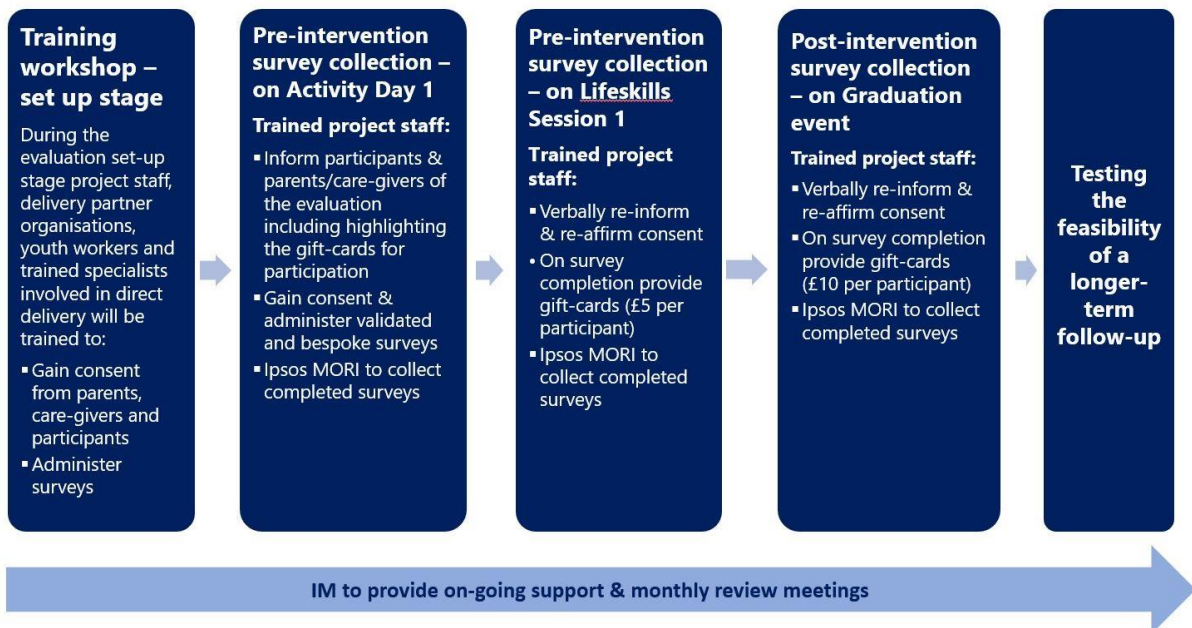 Training
workshop –
set up stage
During the
evaluation set-up
stage project staff,
delivery partner
organisations,
youth workers and
trained specialists
involved in direct
delivery will be
trained to:
▪ Gain consent
from parents,
care-givers and
participants
▪ Administer
surveys
Pre-intervention
survey collection –
on Activity Day 1
Trained project staff:
▪ Inform participants &
parents/care-givers of
the evaluation
including highlighting
the gift-cards for
participation
▪ Gain consent &
administer validated
and bespoke surveys
▪ Ipsos MORI to collect
completed surveys
Pre-intervention
survey collection
– on Lifeskills
Session 1
Trained project
staff:
▪ Verbally re-inform
& re-affirm consent
• On survey
completion provide
gift-cards (£5 per
participant)
▪ Ipsos MORI to
collect completed
surveys
Post-intervention
survey collection
– on Graduation
event
Trained project staff:
▪ Verbally re-inform &
re-affirm consent
▪ On survey completion
provide gift-cards
(£10 per participant)
▪ Ipsos MORI to collect
completed surveys
Testing
the
feasibility
of a
longer-
term
follow-up
IM to provide on-going support & monthly review meetings